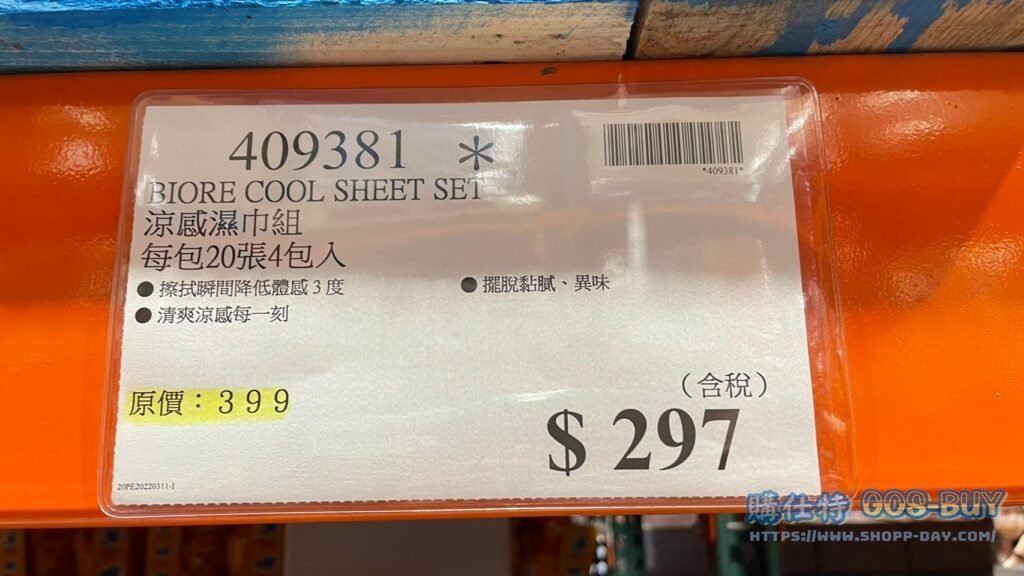 409381 *
*409381*
BIORE COOL SHEET SET
涼感濕巾組
每包20張4包入
●擦拭瞬間降低體感3度
●擺脫黏膩、異味
●清爽涼感每一刻
原價：399
（含稅）
$ 297
20PE20220311-1
購仕特 GOS-BUY
HTTPS://WWW.SHOPP-DAY.COM/